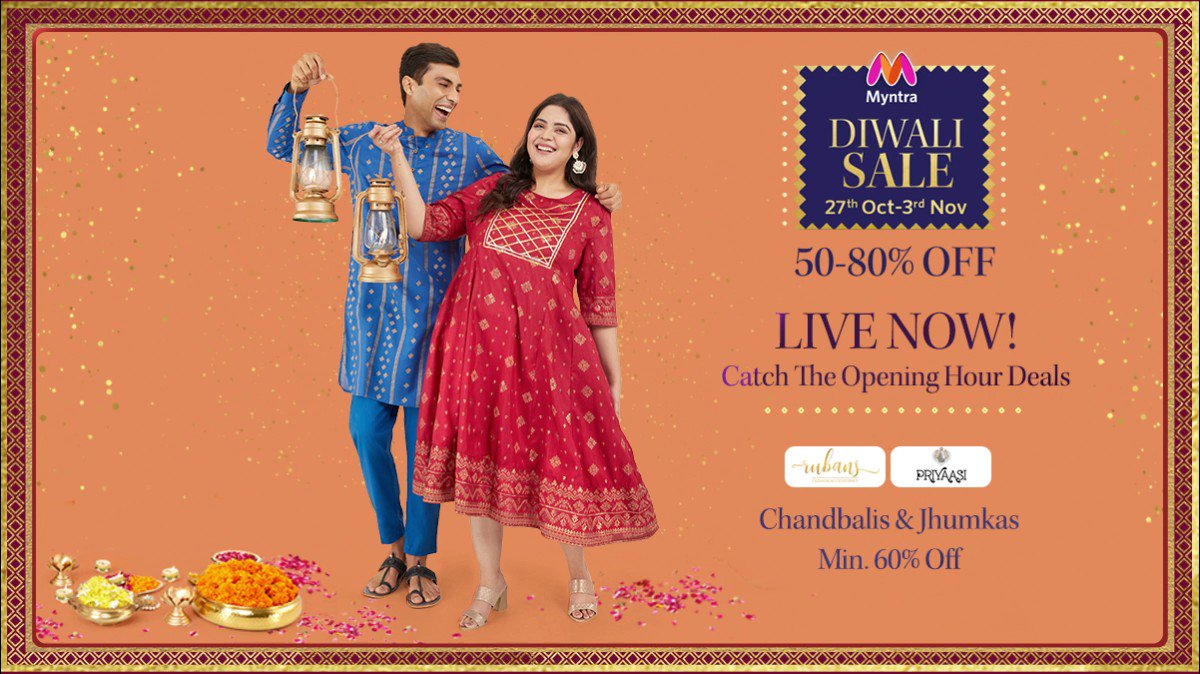 Myntra
DIWALI
SALE
27th Oct-3rd Nov
50-80% OFF
LIVE NOW!
Catch The Opening Hour Deals
rubans
PRIYAASI
Chandbalis & Jhumkas
Min. 60% Off